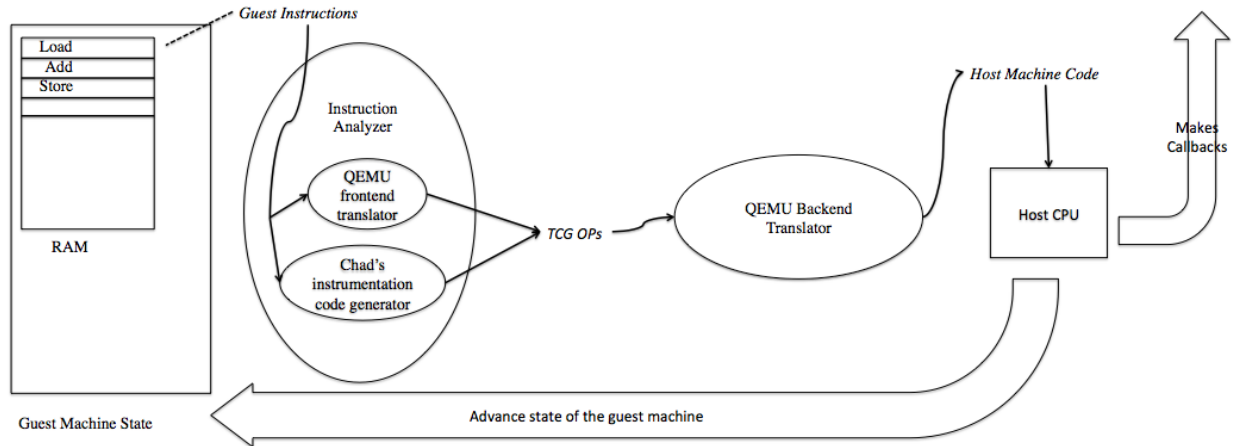 Guest Instructions
Load
Add
Store
RAM
Guest Machine State
Instruction
Analyzer
QEMU
frontend
translator
Chad's
instrumentation
code generator
TCG OPs
QEMU Backend
Translator
Host Machine Code
Host CPU
Makes
Callbacks
Advance state of the guest machine